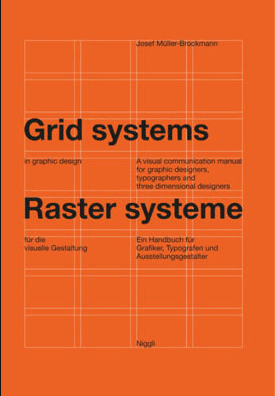 Josef Müller-Brockmann
Grid systems
in graphic design
A visual communication manual
for graphic designers,
typographers and
three dimensional designers
Raster systeme
für die
visuelle Gestaltung
Ein Handbuch für
Grafiker, Typografen und
Ausstellungsgestalter
Niggli